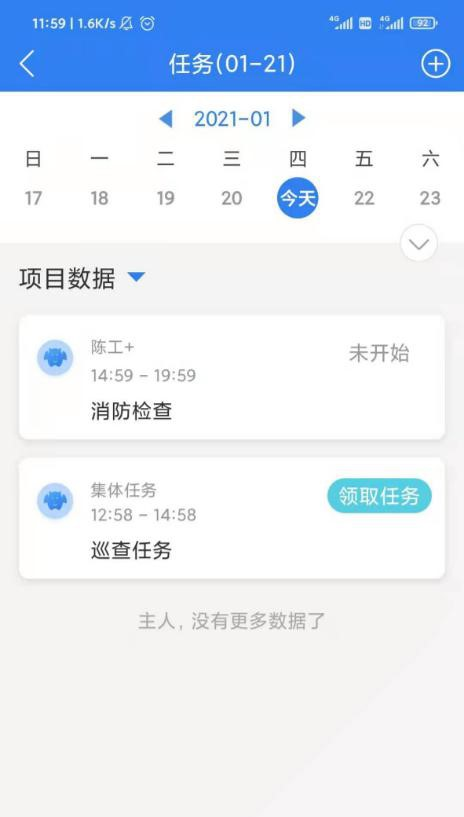 11:59 | 1.6K/s 4G HD 4G 92
任务(01-21)
2021-01
日 一 二 三 四 五 六
17 18 19 20 今天 22 23
项目数据
陈工+ 未开始
14:59 - 19:59
消防检查
集体任务 领取任务
12:58 - 14:58
巡查任务
主人，没有更多数据了